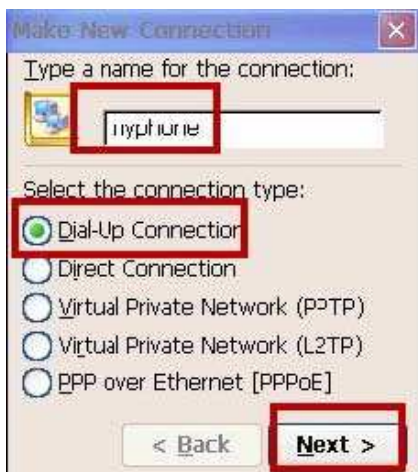 Make New Connection
Type a name for the connection:
myphone
Select the connection type:
Dial-Up Connection
Direct Connection
Virtual Private Network (PPTP)
Virtual Private Network (L2TP)
PPP over Ethernet [PPPoE]
< Back
Next >